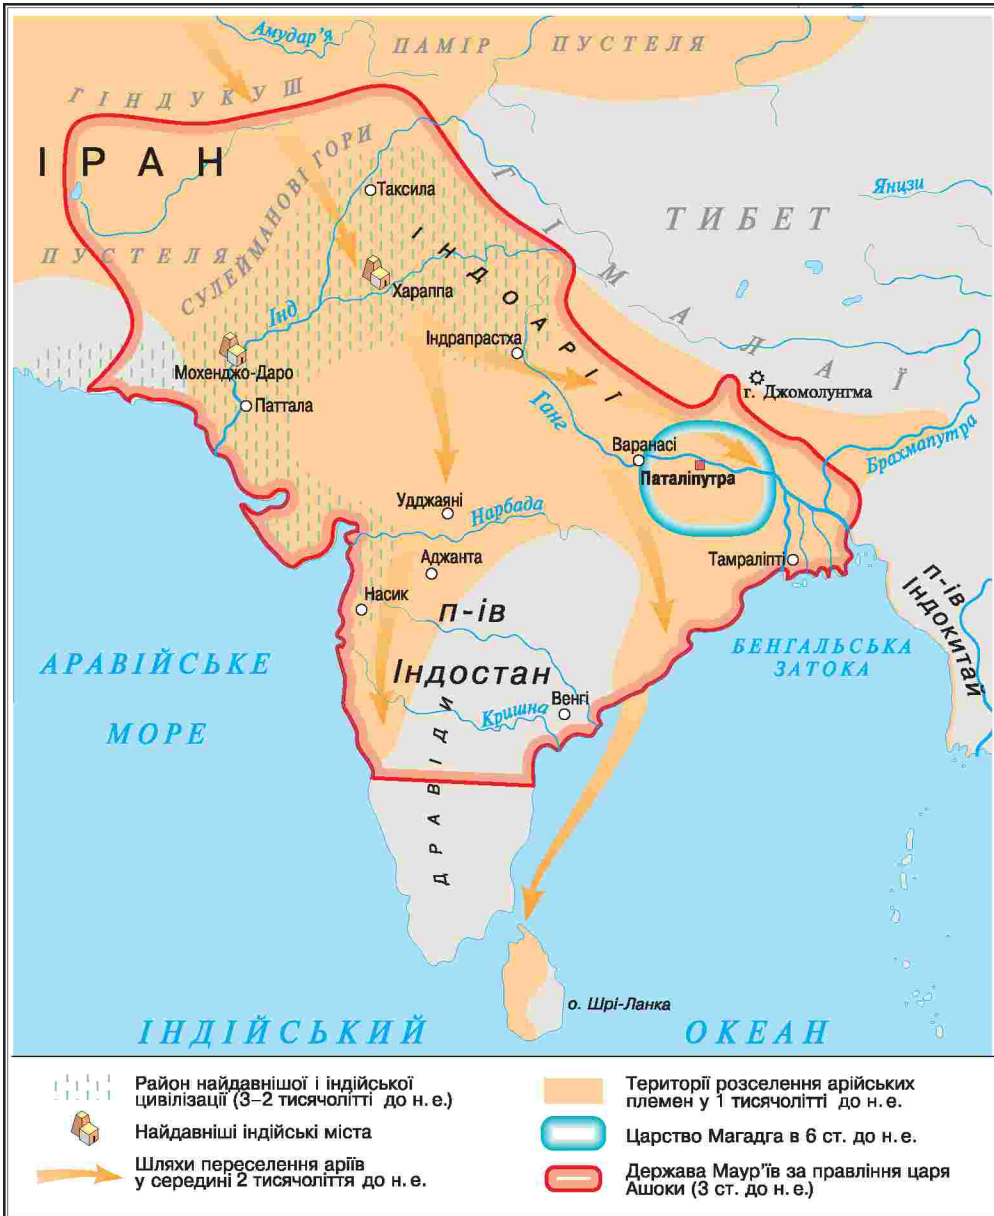 Амудар’я
ПАМІР
ПУСТЕЛЯ
ГІНДУКУШ
ІРАН
СУЛЕЙМАНОВІ ГОРИ
Таксила
ГІМАЛАЇ
Янцзи
ТИБЕТ
ПУСТЕЛЯ
ІНДОАРІЇ
Хараппа
Інд
Індрапрастха
Мохенджо-Даро
Паттала
г. Джомолунгма
Ганг
Варанасі
Паталіпутра
Брахмапутра
Удджаяні
Нарбада
Аджанта
Тамраліпті
Насик
п-ів
Індостан
п-ів
Індокитай
АРАВІЙСЬКЕ
МОРЕ
БЕНГАЛЬСЬКА
ЗАТОКА
Венгі
Кришна
ДРАВІДИ
о. Шрі-Ланка
ІНДІЙСЬКИЙ
ОКЕАН
Район найдавнішої і індійської
цивілізації (3–2 тисячолітті до н.е.)
Найдавніші індійські міста
Шляхи переселення аріїв
у середині 2 тисячоліття до н.е.
Території розселення арійських
племен у 1 тисячолітті до н.е.
Царство Магадга в 6 ст. до н.е.
Держава Маур’їв за правління царя
Ашоки (3 ст. до н.е.)